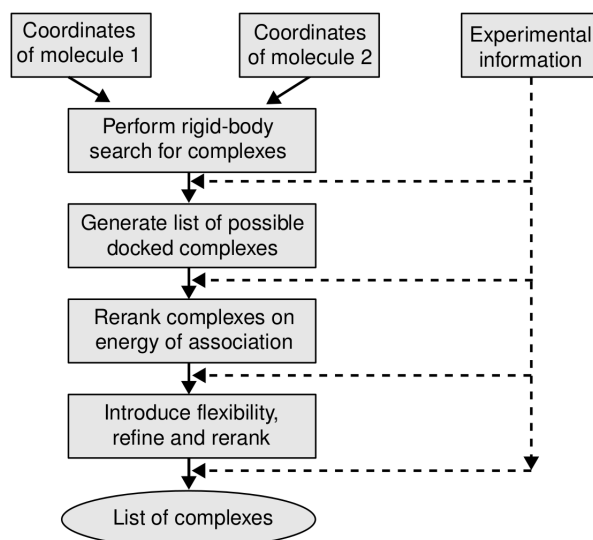 Coordinates
of molecule 1
Coordinates
of molecule 2
Experimental
information
Perform rigid-body
search for complexes
Generate list of possible
docked complexes
Rerank complexes on
energy of association
Introduce flexibility,
refine and rerank
List of complexes